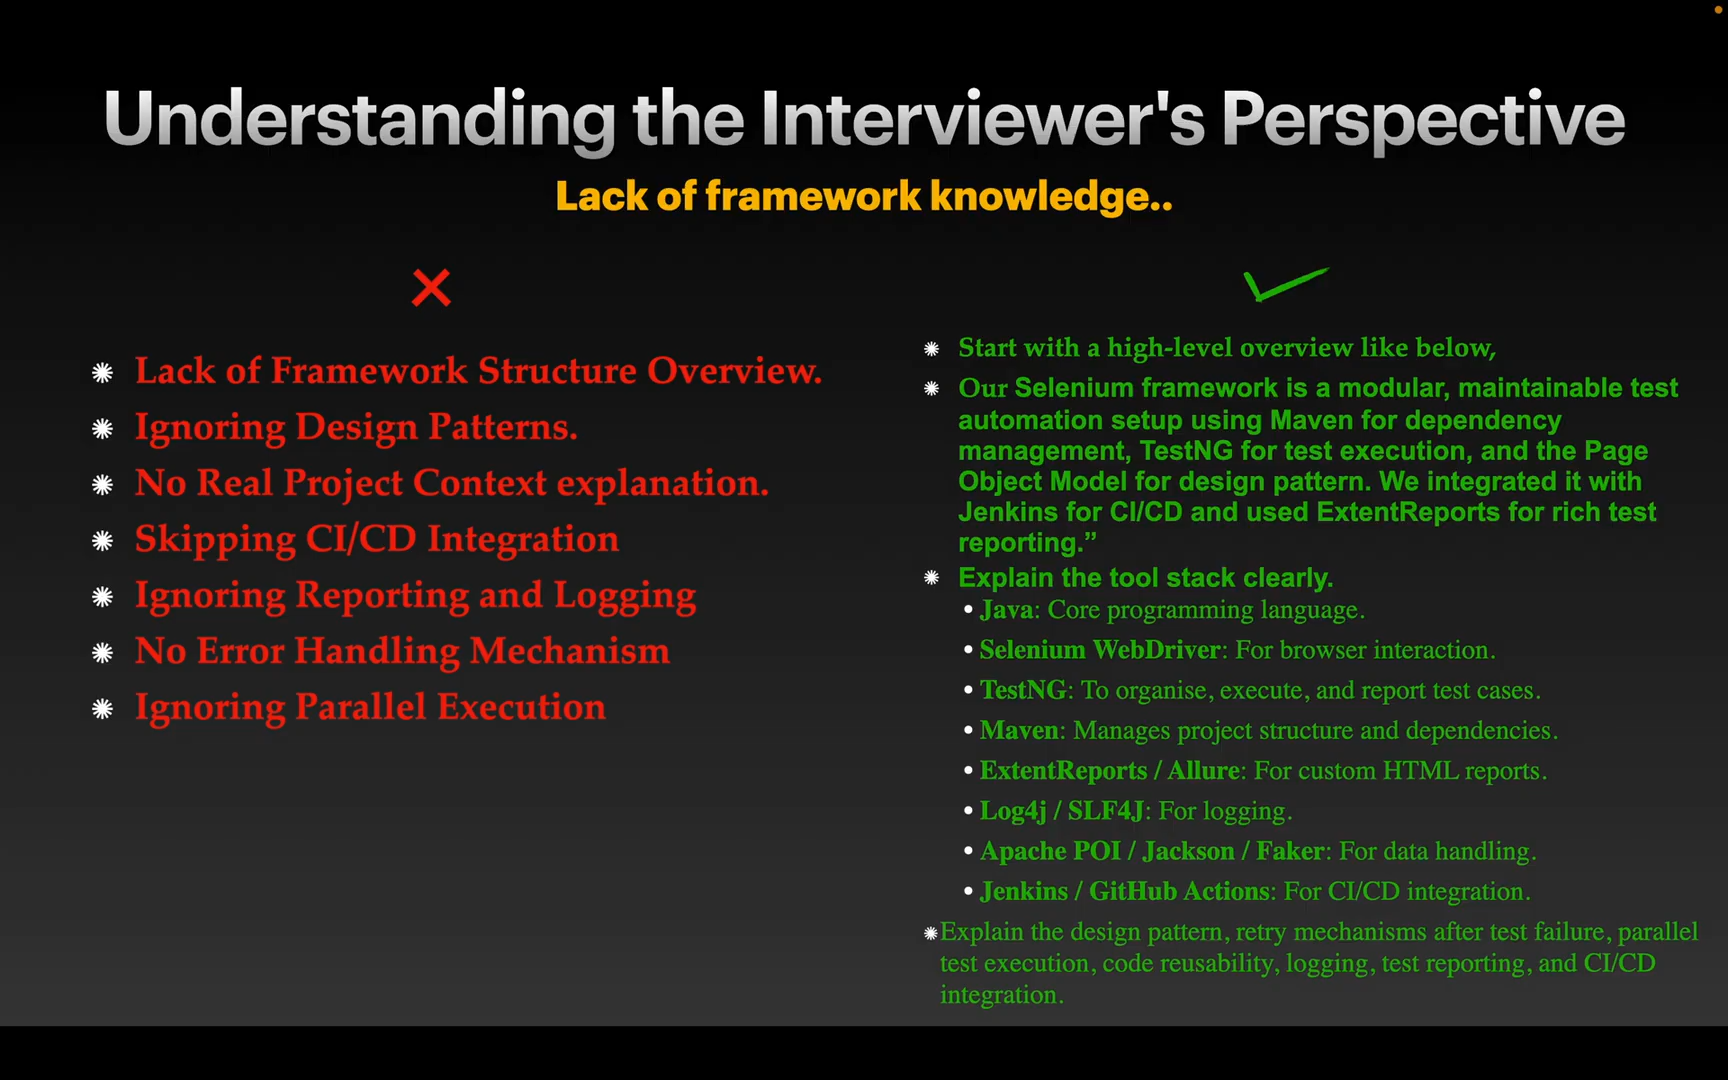 Understanding the Interviewer's Perspective
Lack of framework knowledge..
Lack of Framework Structure Overview.
Ignoring Design Patterns.
No Real Project Context explanation.
Skipping CI/CD Integration
Ignoring Reporting and Logging
No Error Handling Mechanism
Ignoring Parallel Execution
Start with a high-level overview like below,
Our Selenium framework is a modular, maintainable test
automation setup using Maven for dependency
management, TestNG for test execution, and the Page
Object Model for design pattern. We integrated it with
Jenkins for CI/CD and used ExtentReports for rich test
reporting.”
Explain the tool stack clearly.
• Java: Core programming language.
• Selenium WebDriver: For browser interaction.
• TestNG: To organise, execute, and report test cases.
• Maven: Manages project structure and dependencies.
• ExtentReports / Allure: For custom HTML reports.
• Log4j / SLF4J: For logging.
• Apache POI / Jackson / Faker: For data handling.
• Jenkins / GitHub Actions: For CI/CD integration.
Explain the design pattern, retry mechanisms after test failure, parallel
test execution, code reusability, logging, test reporting, and CI/CD
integration.